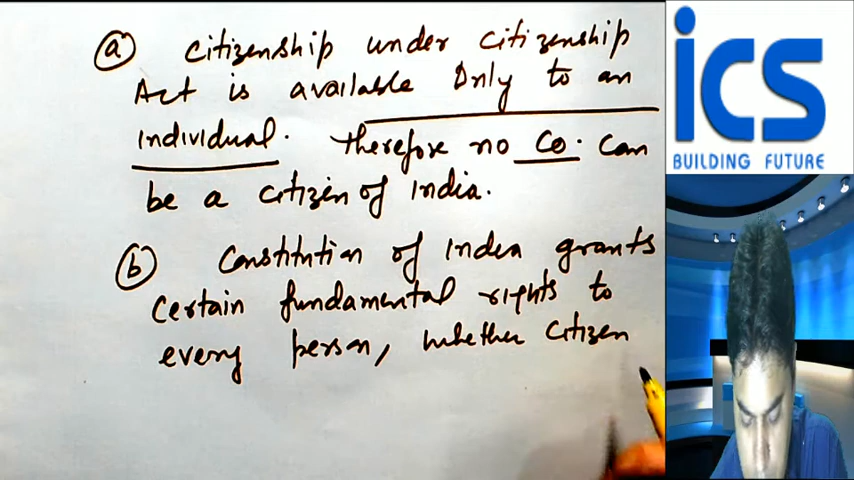 (a) Citizenship under Citizenship
Act is available Only to an
individual. Therefore no Co. Can
be a citizen of India.
(b) Constitution of India grants
Certain fundamental rights to
every person, whether Citizen
iCS
BUILDING FUTURE